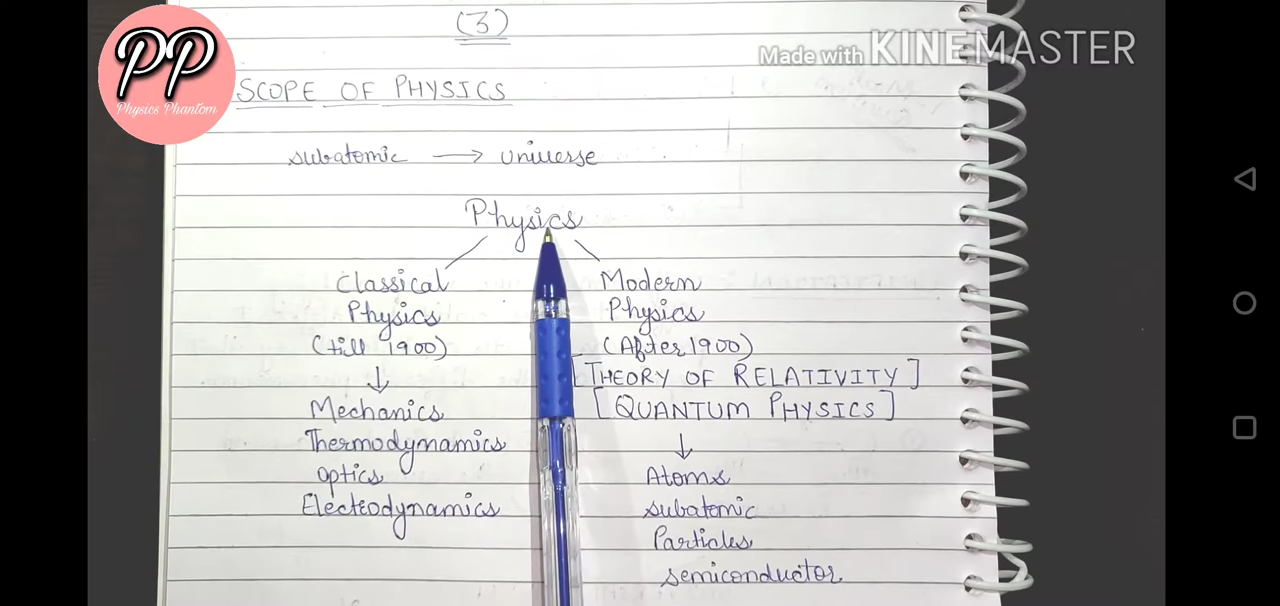 (3)
PP
Physics Phantom
Made with KINEMASTER
SCOPE OF PHYSICS
subatomic → universe
Physics
Classical
Physics
(till 1900)
↓
Mechanics
Thermodynamics
Optics
Electrodynamics
Modern
Physics
(After 1900)
[THEORY OF RELATIVITY]
[QUANTUM PHYSICS]
↓
Atoms
subatomic
Particles
semiconductor